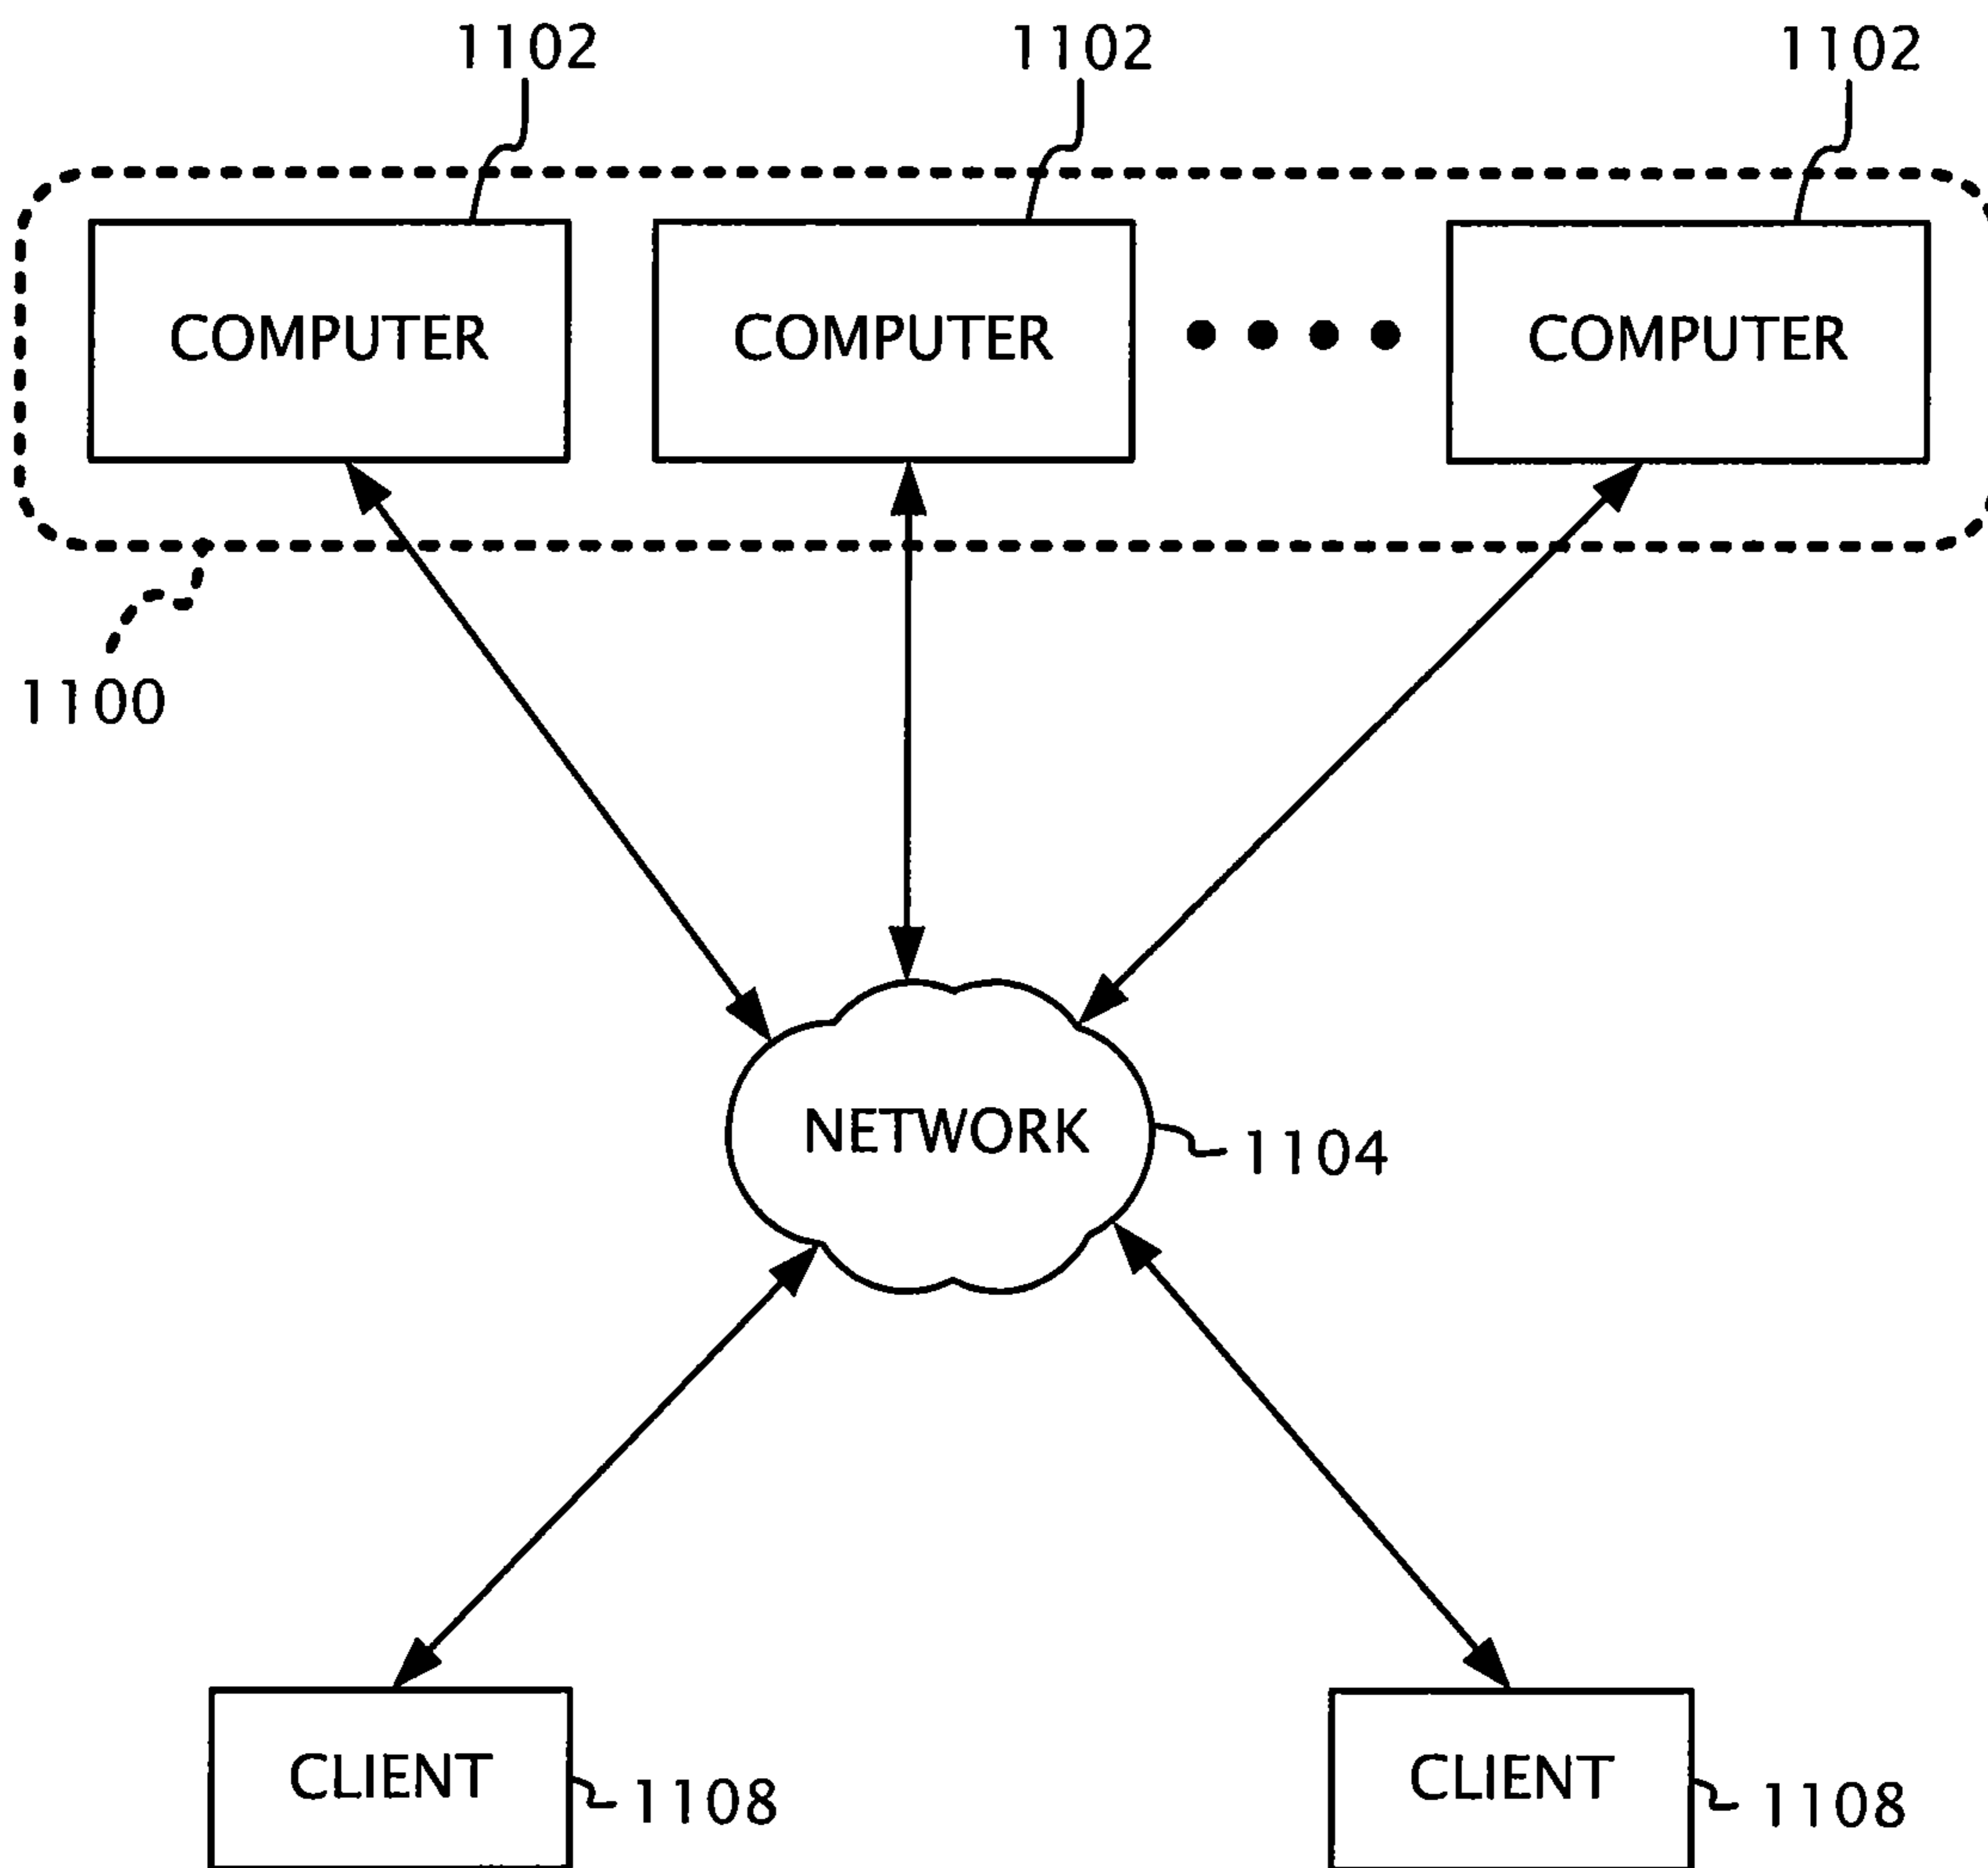 1102 1102 1102
COMPUTER COMPUTER COMPUTER
1100
NETWORK
1104
CLIENT 1108 CLIENT 1108